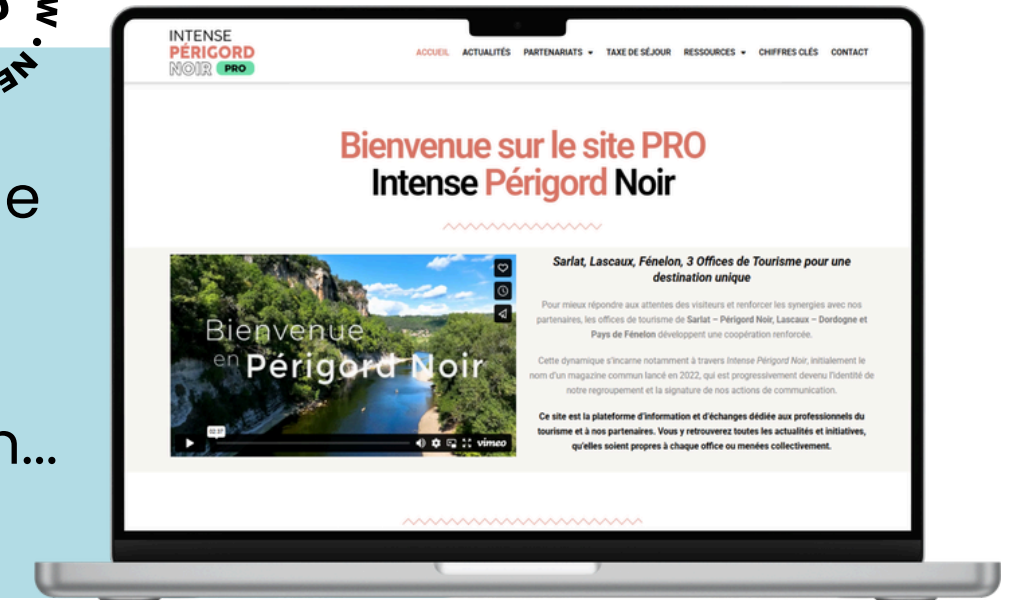 INTENSE
PÉRIGORD
NOIR PRO
ACCUEIL ACTUALITÉS PARTENARIATS TAXE DE SÉJOUR RESSOURCES CHIFFRES CLÉS CONTACT
Bienvenue sur le site PRO
Intense Périgord Noir
Bienvenue
en Périgord Noir
02:37
vimeo
Sarlat, Lascaux, Fénelon, 3 Offices de Tourisme pour une
destination unique
Pour mieux répondre aux attentes des visiteurs et renforcer les synergies avec nos
partenaires, les offices de tourisme de Sarlat – Périgord Noir, Lascaux – Dordogne et
Pays de Fénelon développent une coopération renforcée.
Cette dynamique s'incarne notamment à travers Intense Périgord Noir, initialement le
nom d'un magazine commun lancé en 2022, qui est progressivement devenu l'identité de
notre regroupement et la signature de nos actions de communication.
Ce site est la plateforme d'information et d'échanges dédiée aux professionnels du
tourisme et à nos partenaires. Vous y retrouverez toutes les actualités et initiatives,
qu'elles soient propres à chaque office ou menées collectivement.
e
n...